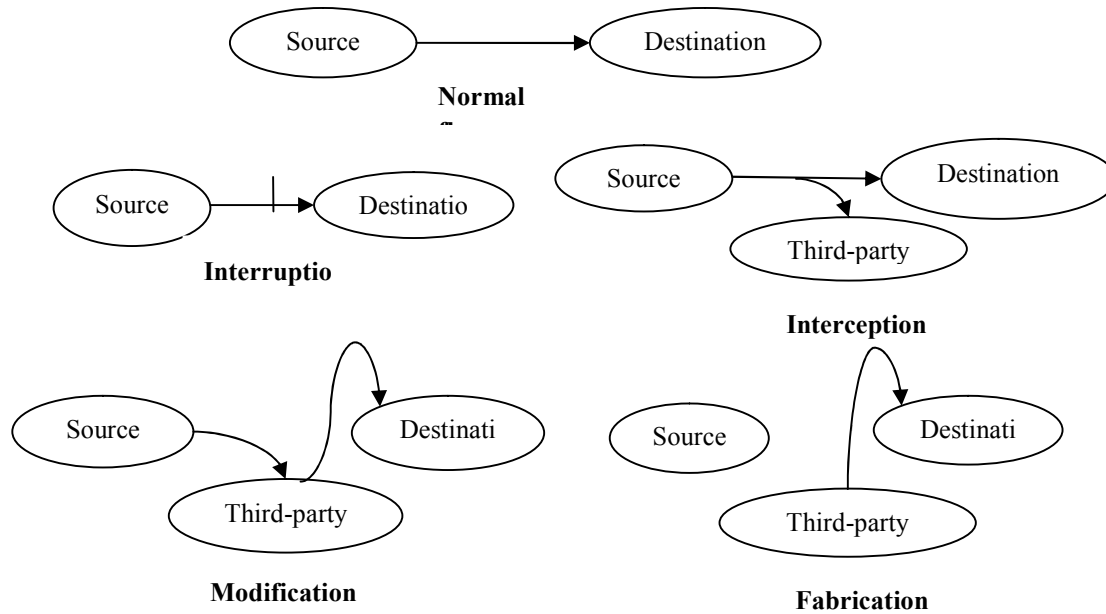 Source
Destination
Normal
Source
Destinatio
Interruptio
Source
Destination
Third-party
Interception
Source
Destinati
Third-party
Modification
Source
Destinati
Third-party
Fabrication